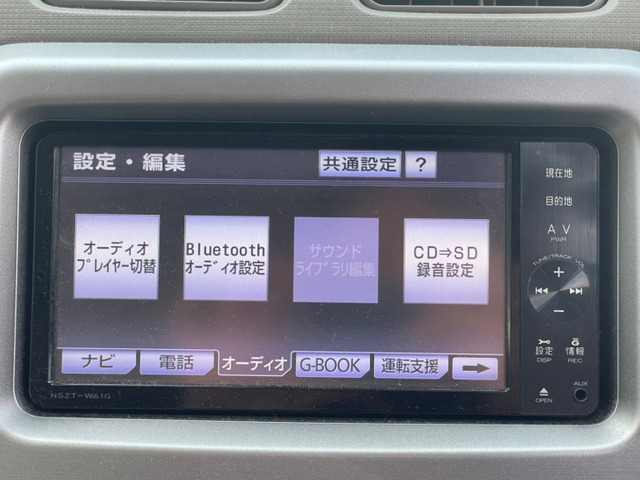 設定・編集
共通設定
?
オーディオ
プレイヤー切替
Bluetooth
オーディオ設定
サウンド
ライブラリ編集
CD⇒SD
録音設定
ナビ
電話
オーディオ
G-BOOK
運転支援
NSZT-W61G
現在地
目的地
AV
PWR
TUNE/TRACK
VOL
設定
DISP
情報
REC
OPEN
AUX